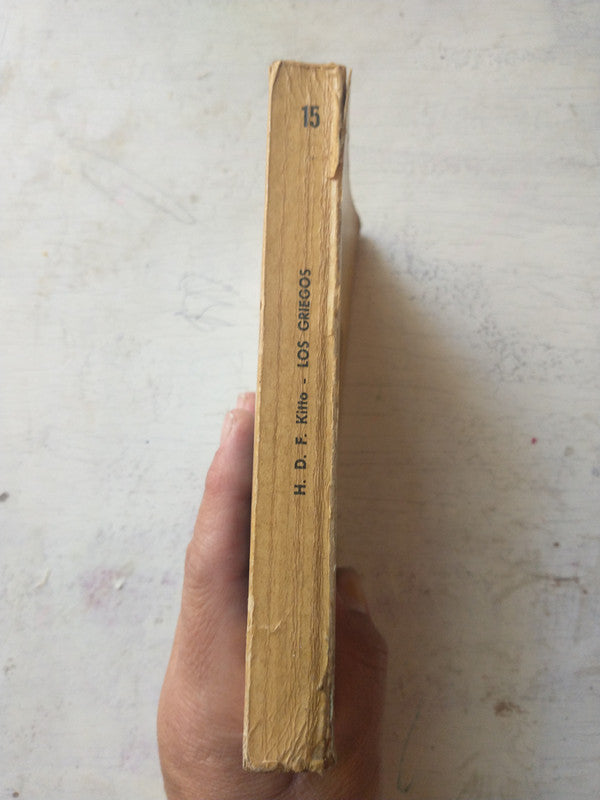 15
H. D. F. Kitto - LOS GRIEGOS